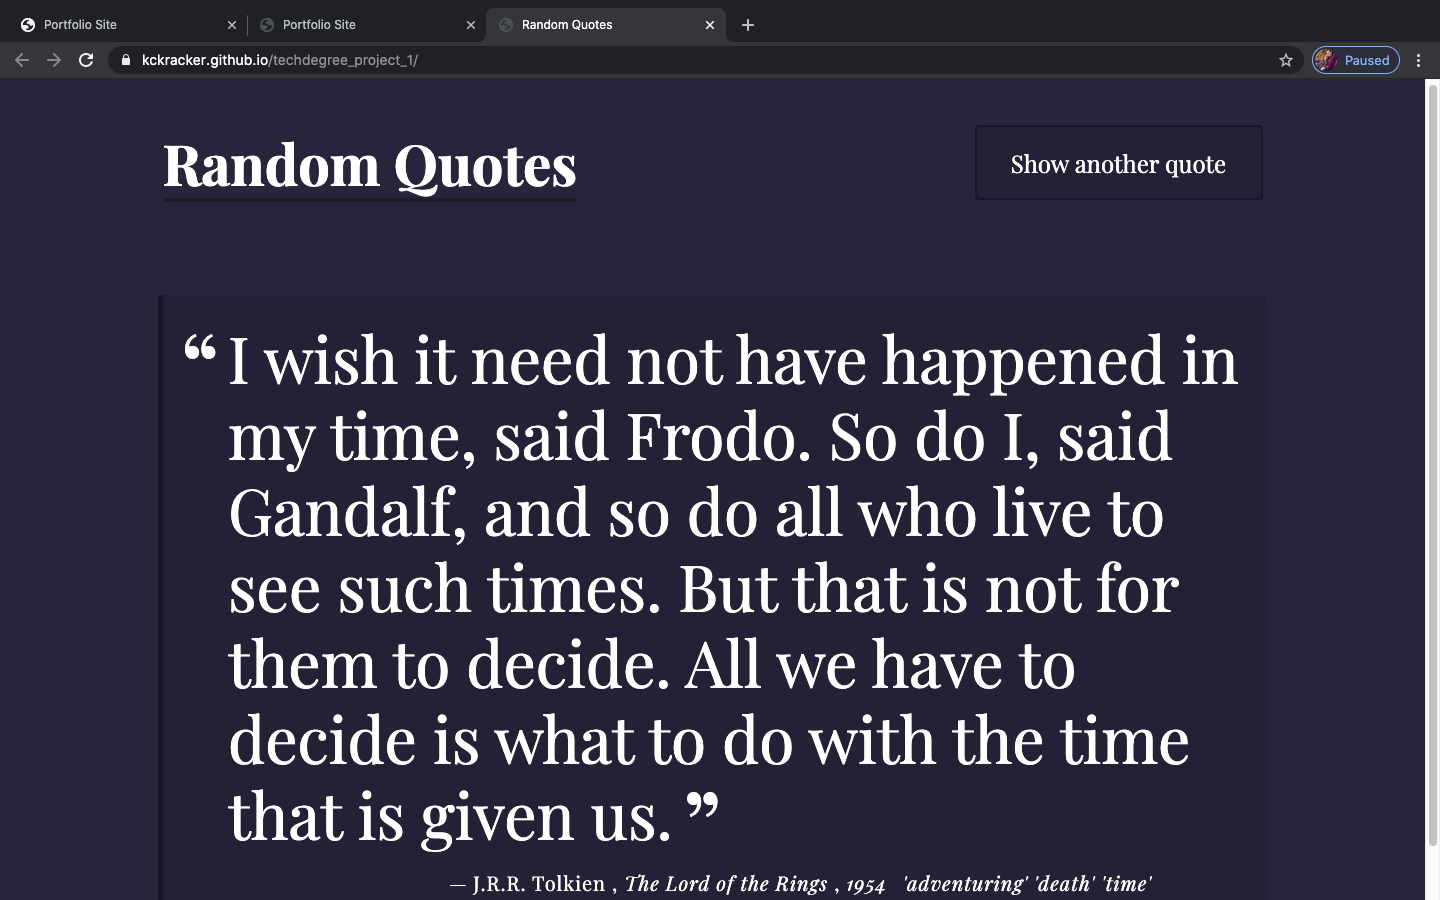 Portfolio Site
Portfolio Site
Random Quotes
kckracker.github.io/techdegree_project_1/
Paused
Random Quotes
Show another quote
“ I wish it need not have happened in
my time, said Frodo. So do I, said
Gandalf, and so do all who live to
see such times. But that is not for
them to decide. All we have to
decide is what to do with the time
that is given us. ”
— J.R.R. Tolkien , The Lord of the Rings , 1954 'adventuring' 'death' 'time'